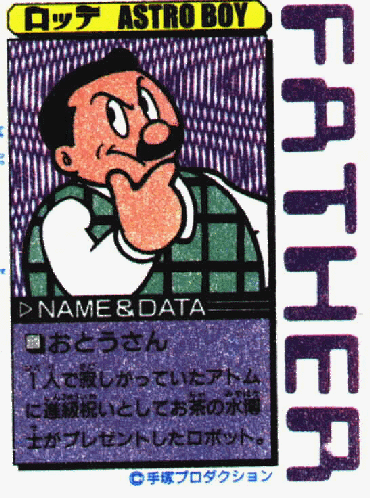 ロッテ ASTRO BOY
FATHER
▷NAME&DATA
おとうさん
1人で寂しがっていたアトム
に進級祝いとしてお茶の水博
士がプレゼントしたロボット。
©手塚プロダクション